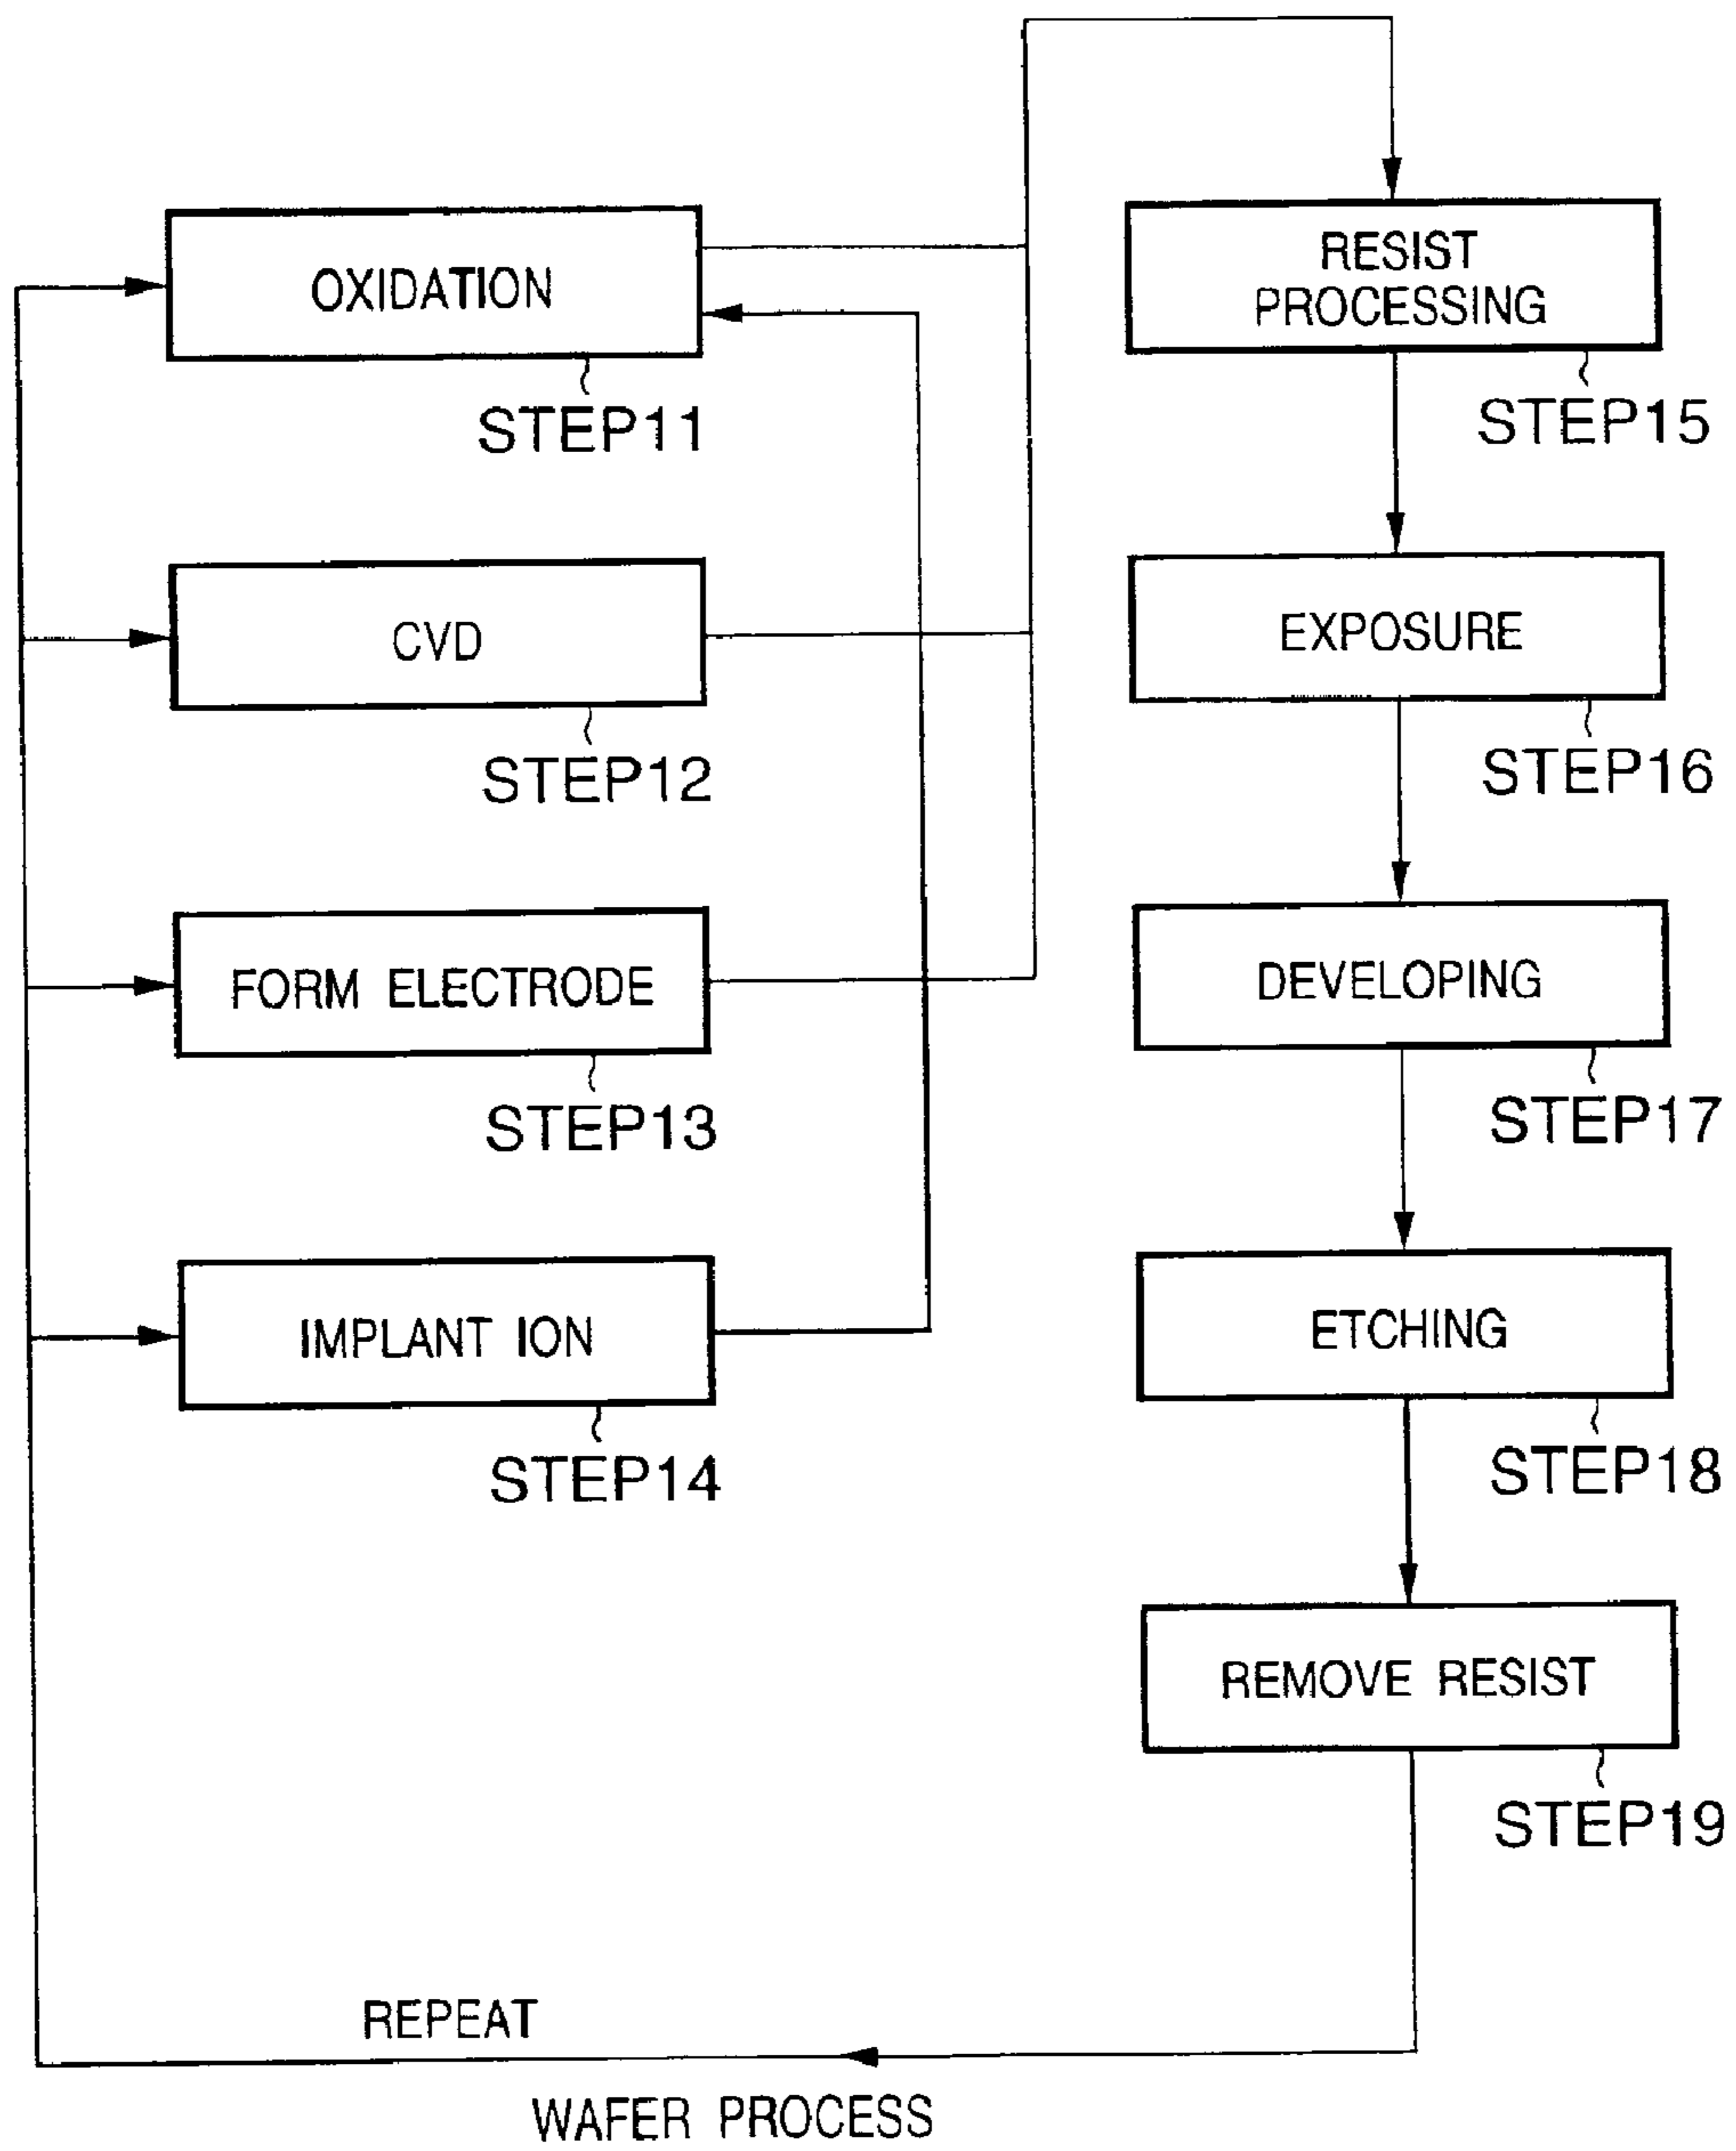 OXIDATION
STEP11
CVD
STEP12
FORM ELECTRODE
STEP13
IMPLANT ION
STEP14
RESIST
PROCESSING
STEP15
EXPOSURE
STEP16
DEVELOPING
STEP17
ETCHING
STEP18
REMOVE RESIST
STEP19
REPEAT
WAFER PROCESS